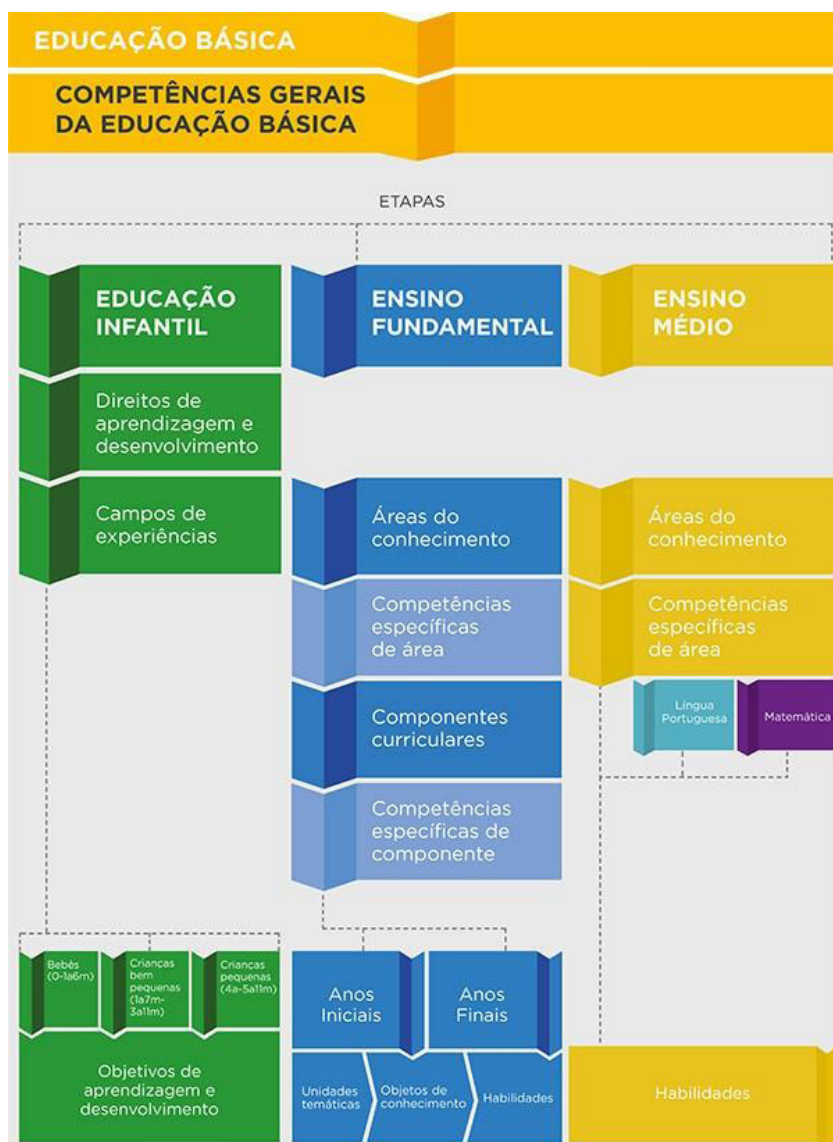 EDUCAÇÃO BÁSICA
COMPETÊNCIAS GERAIS
DA EDUCAÇÃO BÁSICA
ETAPAS
EDUCAÇÃO
INFANTIL
Direitos de
aprendizagem e
desenvolvimento
Campos de
experiências
Bebês
(0-1a6m)
Crianças
bem
pequenas
(1a7m-
3a11m)
Crianças
pequenas
(4a-5a11m)
Objetivos de
aprendizagem e
desenvolvimento
ENSINO
FUNDAMENTAL
Áreas do
conhecimento
Competências
específicas
de área
Componentes
curriculares
Competências
específicas de
componente
Anos
Iniciais
Anos
Finais
Unidades
temáticas
Objetos de
conhecimento
Habilidades
ENSINO
MÉDIO
Áreas do
conhecimento
Competências
específicas
de área
Língua
Portuguesa
Matemática
Habilidades